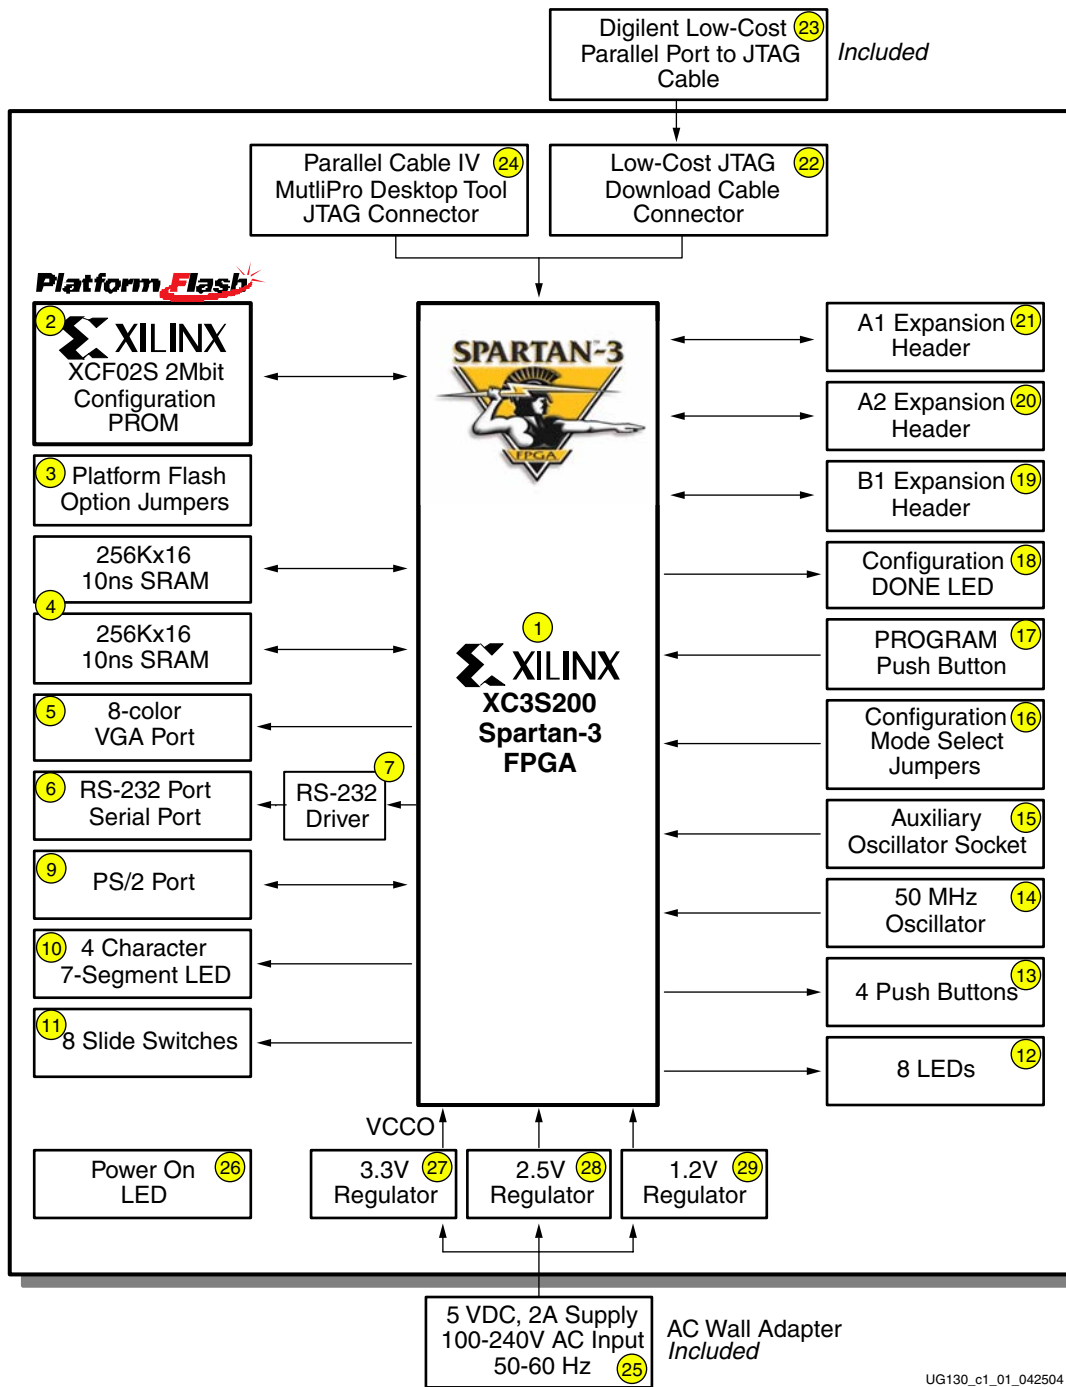 Digilent Low-Cost 23
Parallel Port to JTAG
Cable
Included
Parallel Cable IV 24
MutliPro Desktop Tool
JTAG Connector
Low-Cost JTAG 22
Download Cable
Connector
Platform Flash
2
XILINX
XCF02S 2Mbit
Configuration
PROM
3 Platform Flash
Option Jumpers
256Kx16
10ns SRAM
4
256Kx16
10ns SRAM
5 8-color
VGA Port
6 RS-232 Port
Serial Port
7
RS-232
Driver
9
PS/2 Port
10 4 Character
7-Segment LED
11
8 Slide Switches
SPARTAN-3
FPGA
1
XILINX
XC3S200
Spartan-3
FPGA
A1 Expansion 21
Header
A2 Expansion 20
Header
B1 Expansion 19
Header
Configuration 18
DONE LED
PROGRAM 17
Push Button
Configuration 16
Mode Select
Jumpers
Auxiliary 15
Oscillator Socket
50 MHz 14
Oscillator
13
4 Push Buttons
12
8 LEDs
VCCO
Power On 26
LED
3.3V 27
Regulator
2.5V 28
Regulator
1.2V 29
Regulator
5 VDC, 2A Supply
100-240V AC Input
50-60 Hz 25
AC Wall Adapter
Included
UG130_c1_01_042504